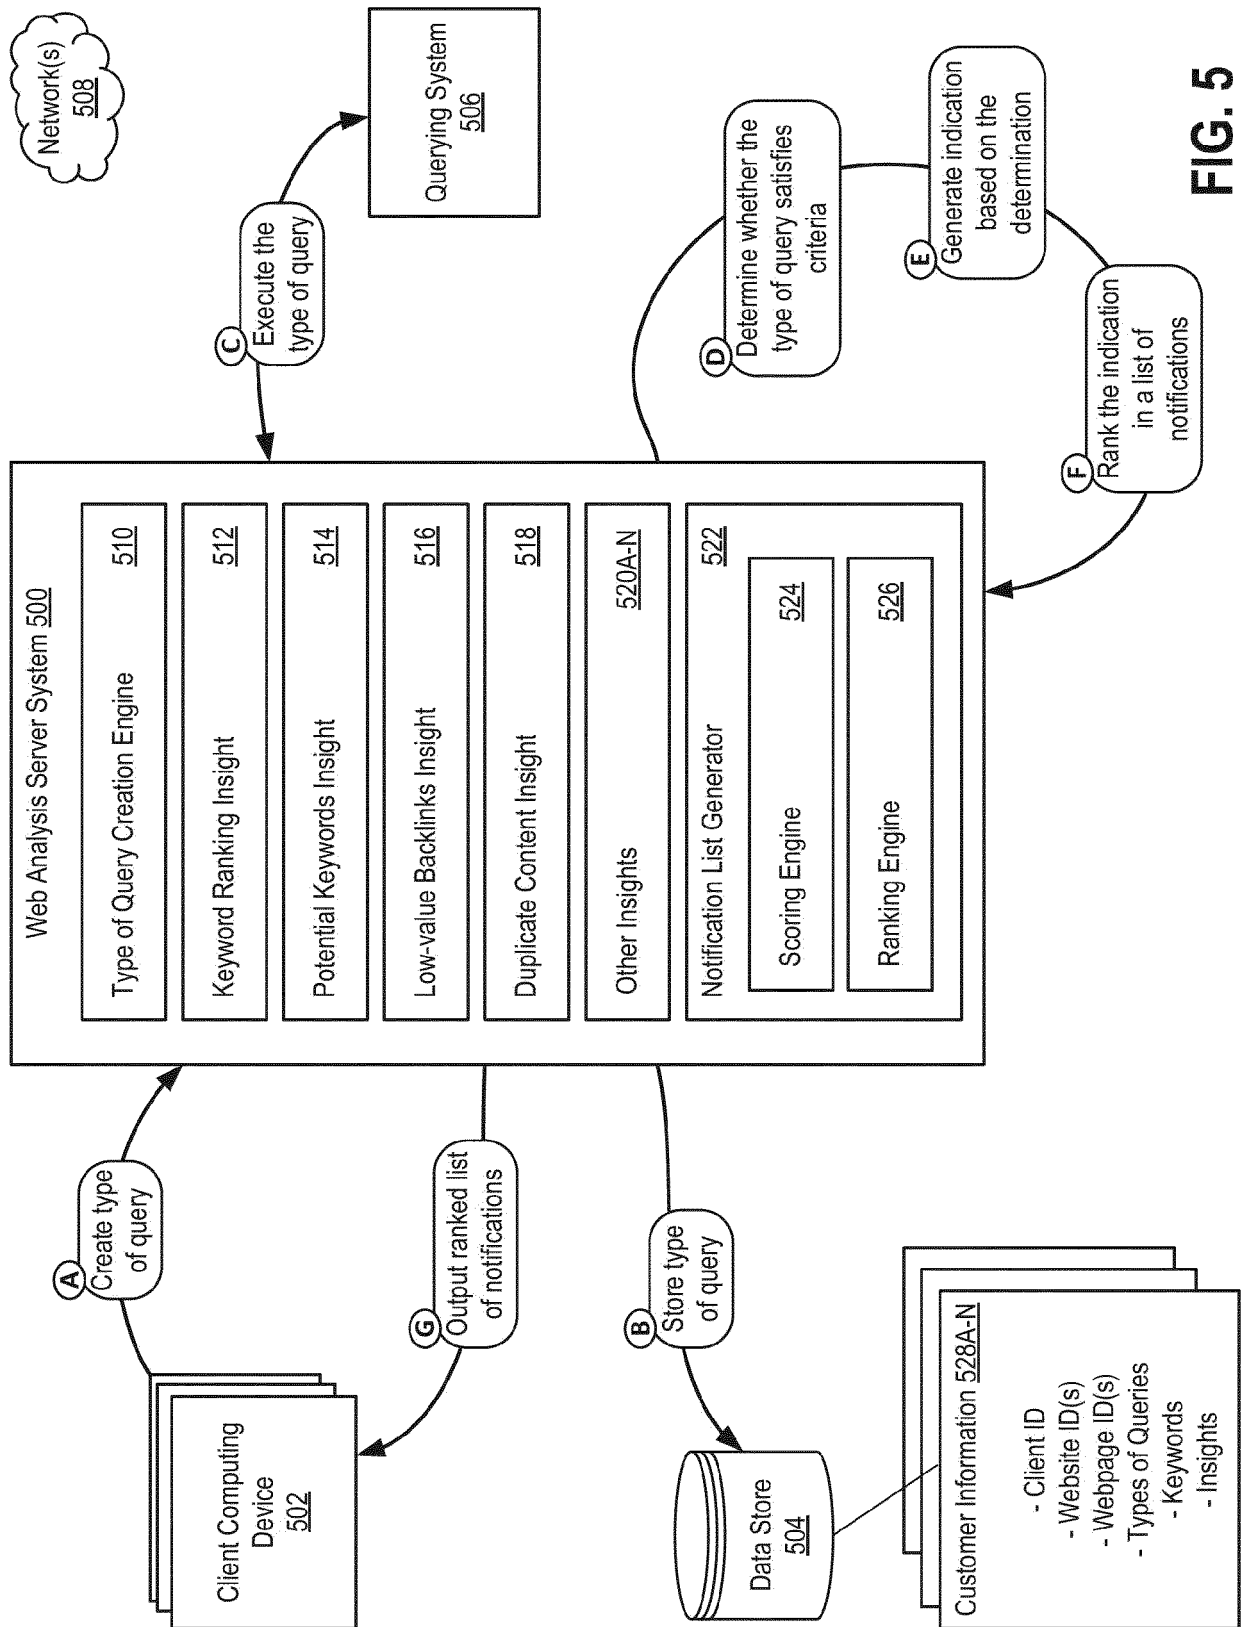 Network(s)
508
Querying System
506
C
Execute the
type of query
Web Analysis Server System 500
Type of Query Creation Engine 510
Keyword Ranking Insight 512
Potential Keywords Insight 514
Low-value Backlinks Insight 516
Duplicate Content Insight 518
Other Insights 520A-N
Notification List Generator 522
Scoring Engine 524
Ranking Engine 526
D
Determine whether the
type of query satisfies
criteria
E
Generate indication
based on the
determination
F
Rank the indication
in a list of
notifications
A
Create type
of query
G
Output ranked list
of notifications
B
Store type
of query
Client Computing
Device
502
Data Store
504
Customer Information 528A-N
- Client ID
- Website ID(s)
- Webpage ID(s)
- Types of Queries
- Keywords
- Insights
FIG. 5